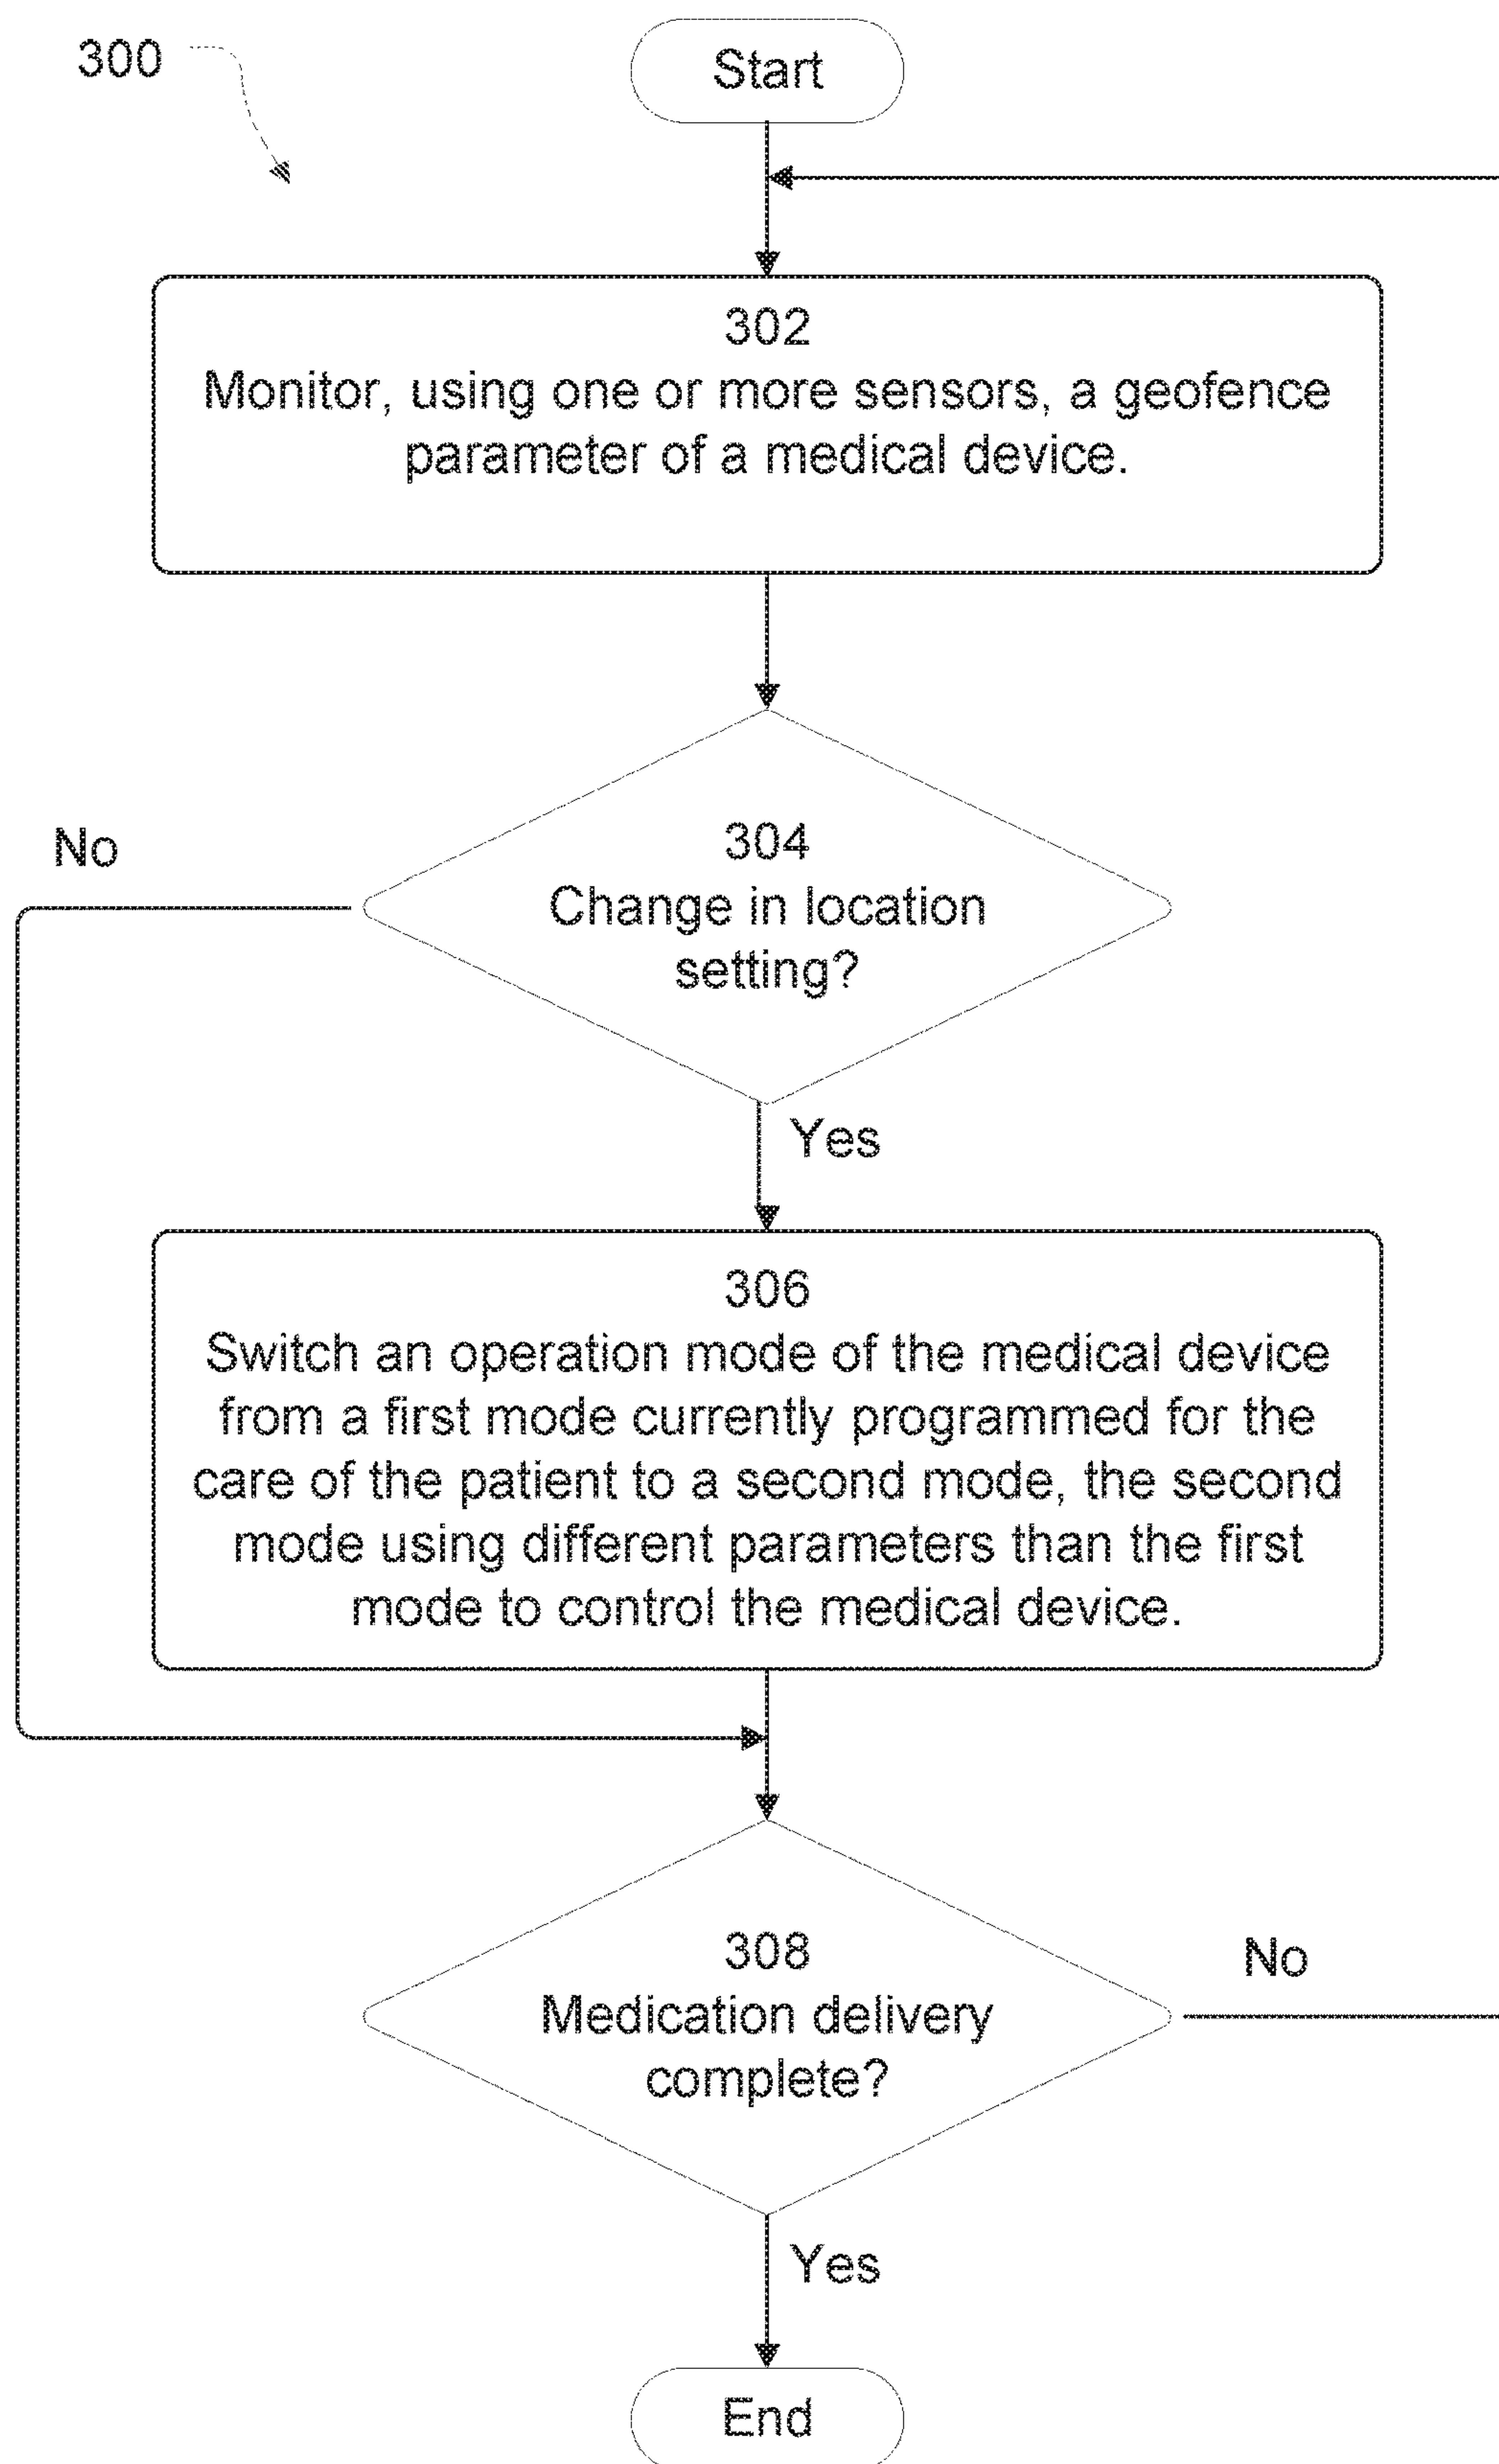 300
Start
302
Monitor, using one or more sensors, a geofence
parameter of a medical device.
No
304
Change in location
setting?
Yes
306
Switch an operation mode of the medical device
from a first mode currently programmed for the
care of the patient to a second mode, the second
mode using different parameters than the first
mode to control the medical device.
308
Medication delivery
complete?
No
Yes
End